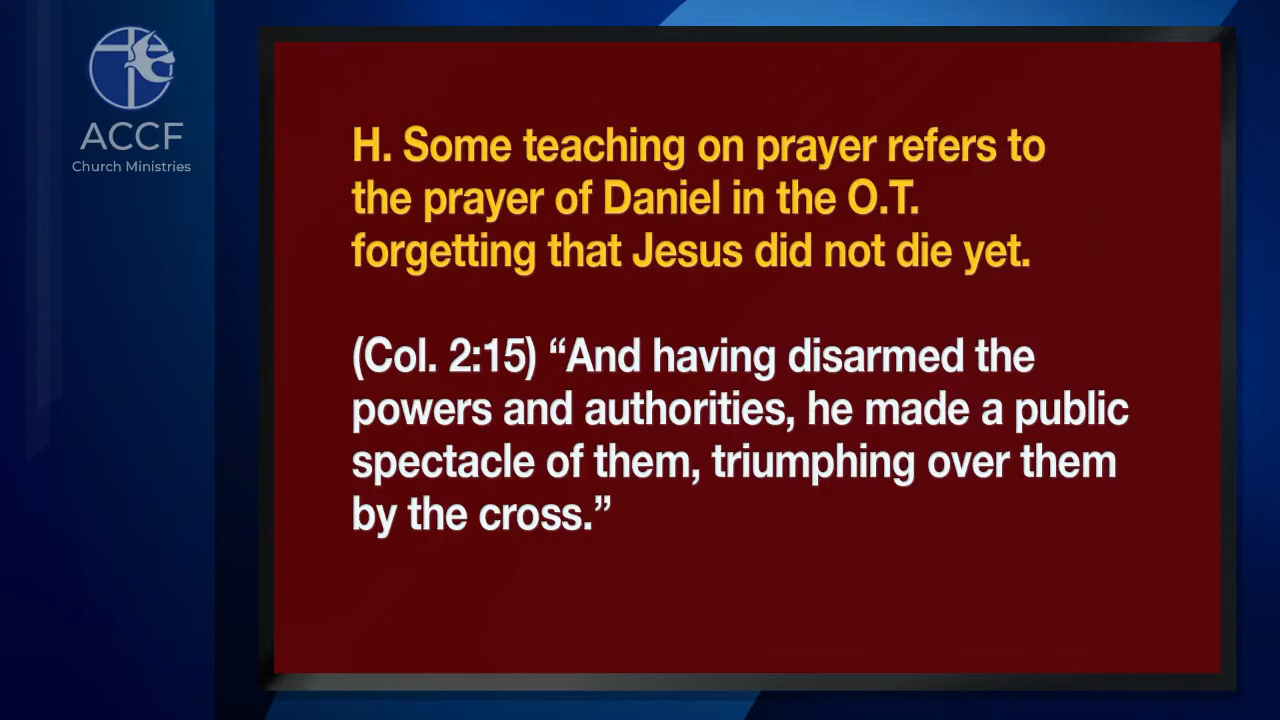 ACCF
Church Ministries
H. Some teaching on prayer refers to
the prayer of Daniel in the O.T.
forgetting that Jesus did not die yet.
(Col. 2:15) “And having disarmed the
powers and authorities, he made a public
spectacle of them, triumphing over them
by the cross.”